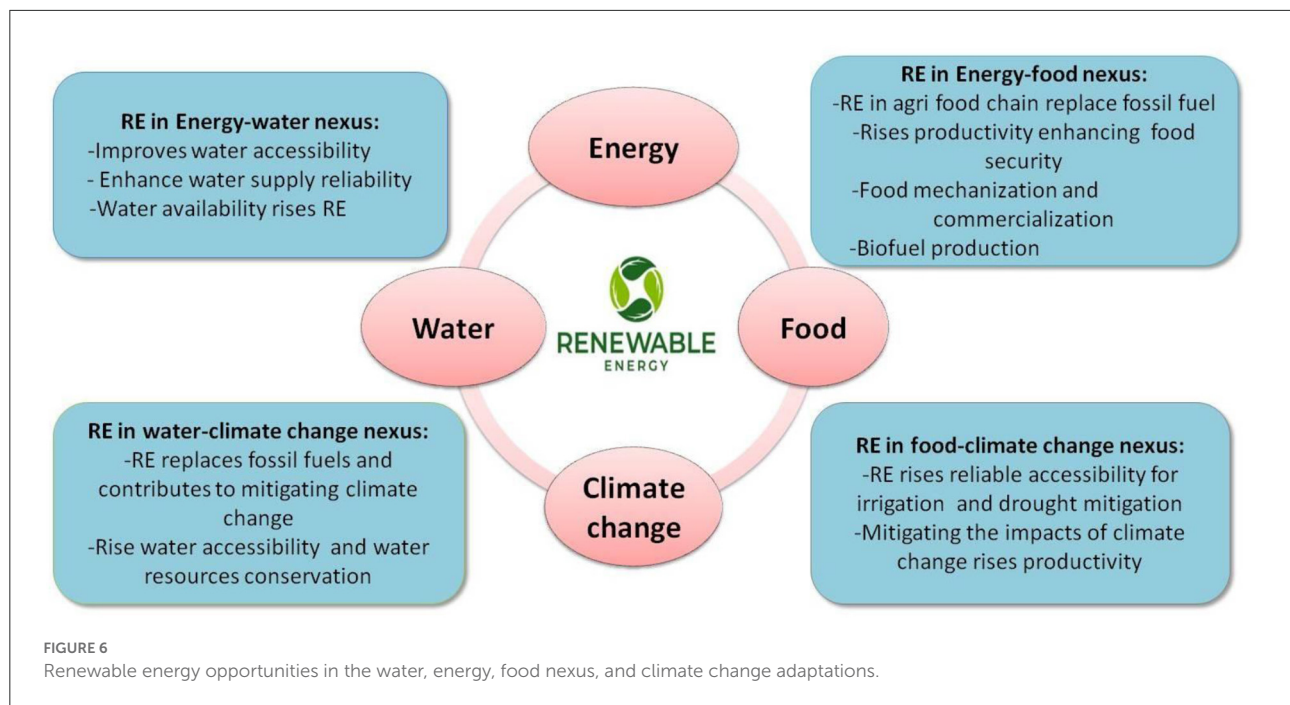 RE in Energy-water nexus:
-Improves water accessibility
- Enhance water supply reliability
-Water availability rises RE
Energy
RE in Energy-food nexus:
-RE in agri food chain replace fossil fuel
-Rises productivity enhancing food
security
-Food mechanization and
commercialization
-Biofuel production
Water
RENEWABLE
ENERGY
Food
RE in water-climate change nexus:
-RE replaces fossil fuels and
contributes to mitigating climate
change
-Rise water accessibility and water
resources conservation
Climate
change
RE in food-climate change nexus:
-RE rises reliable accessibility for
irrigation and drought mitigation
-Mitigating the impacts of climate
change rises productivity
FIGURE 6
Renewable energy opportunities in the water, energy, food nexus, and climate change adaptations.